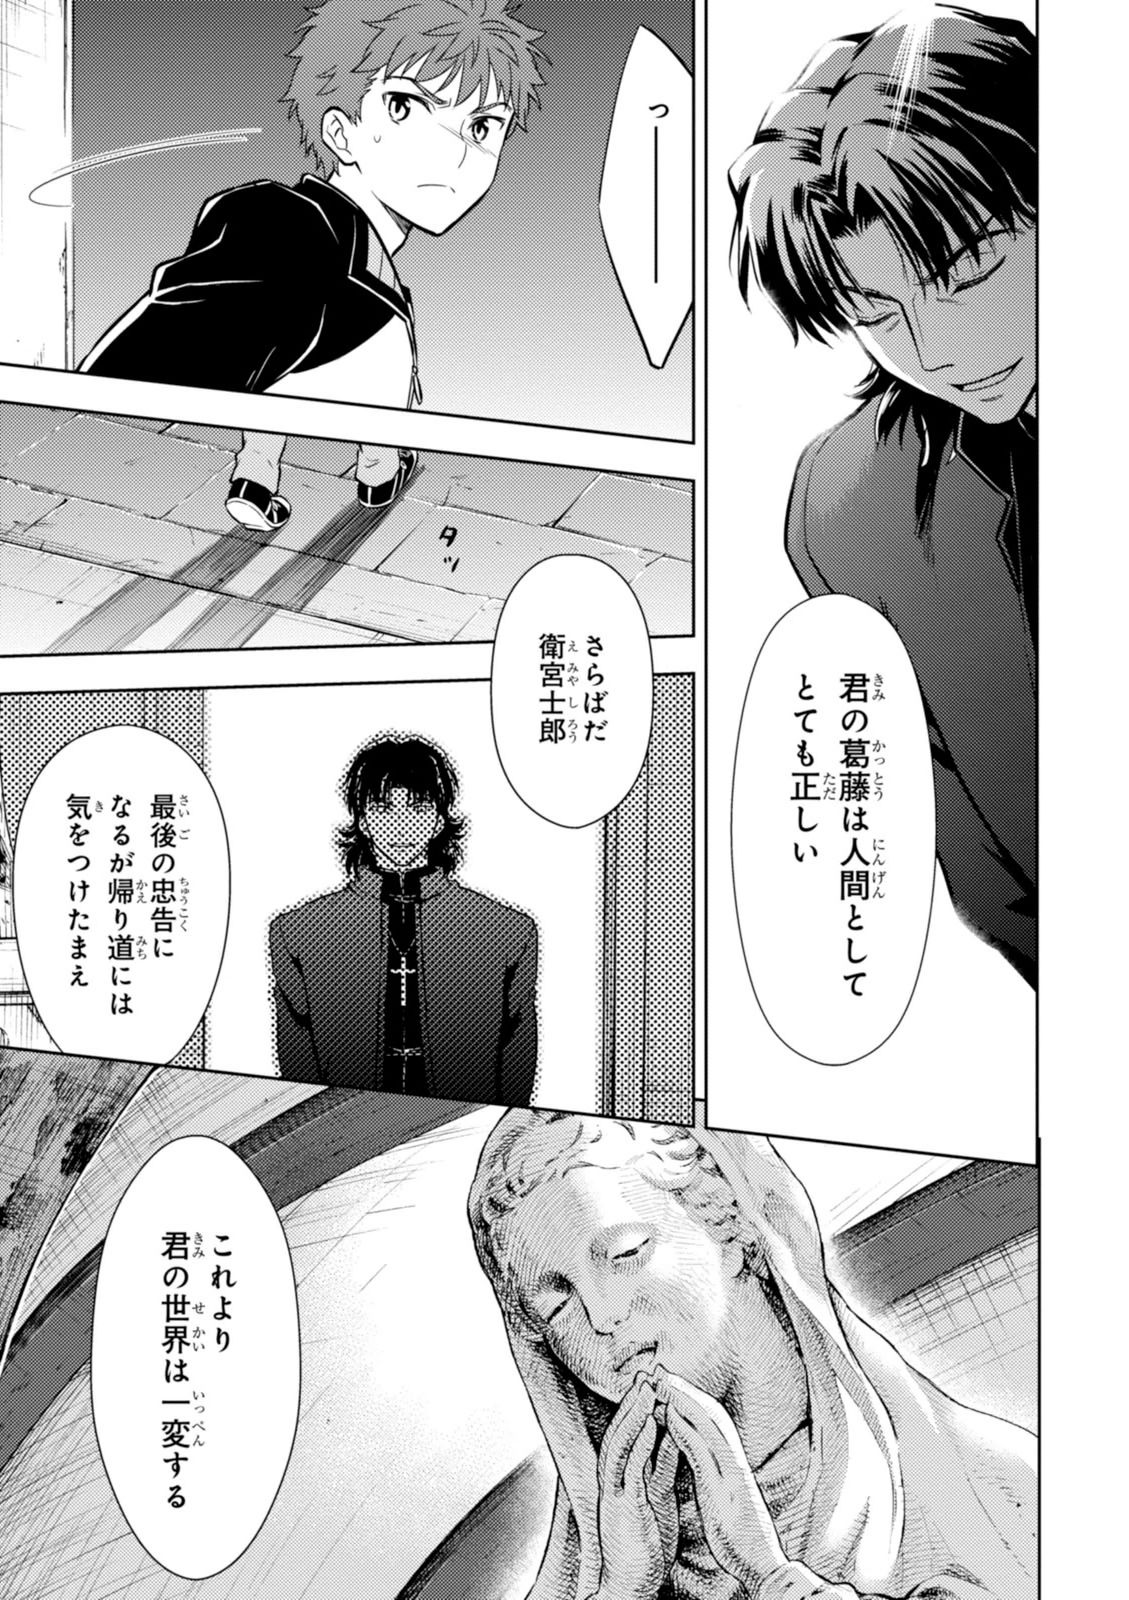 君の葛藤は人間として
とても正しい
っ――
タッ
さらばだ
衛宮士郎
最後の忠告に
なるが帰り道には
気をつけたまえ
これより
君の世界は一変する